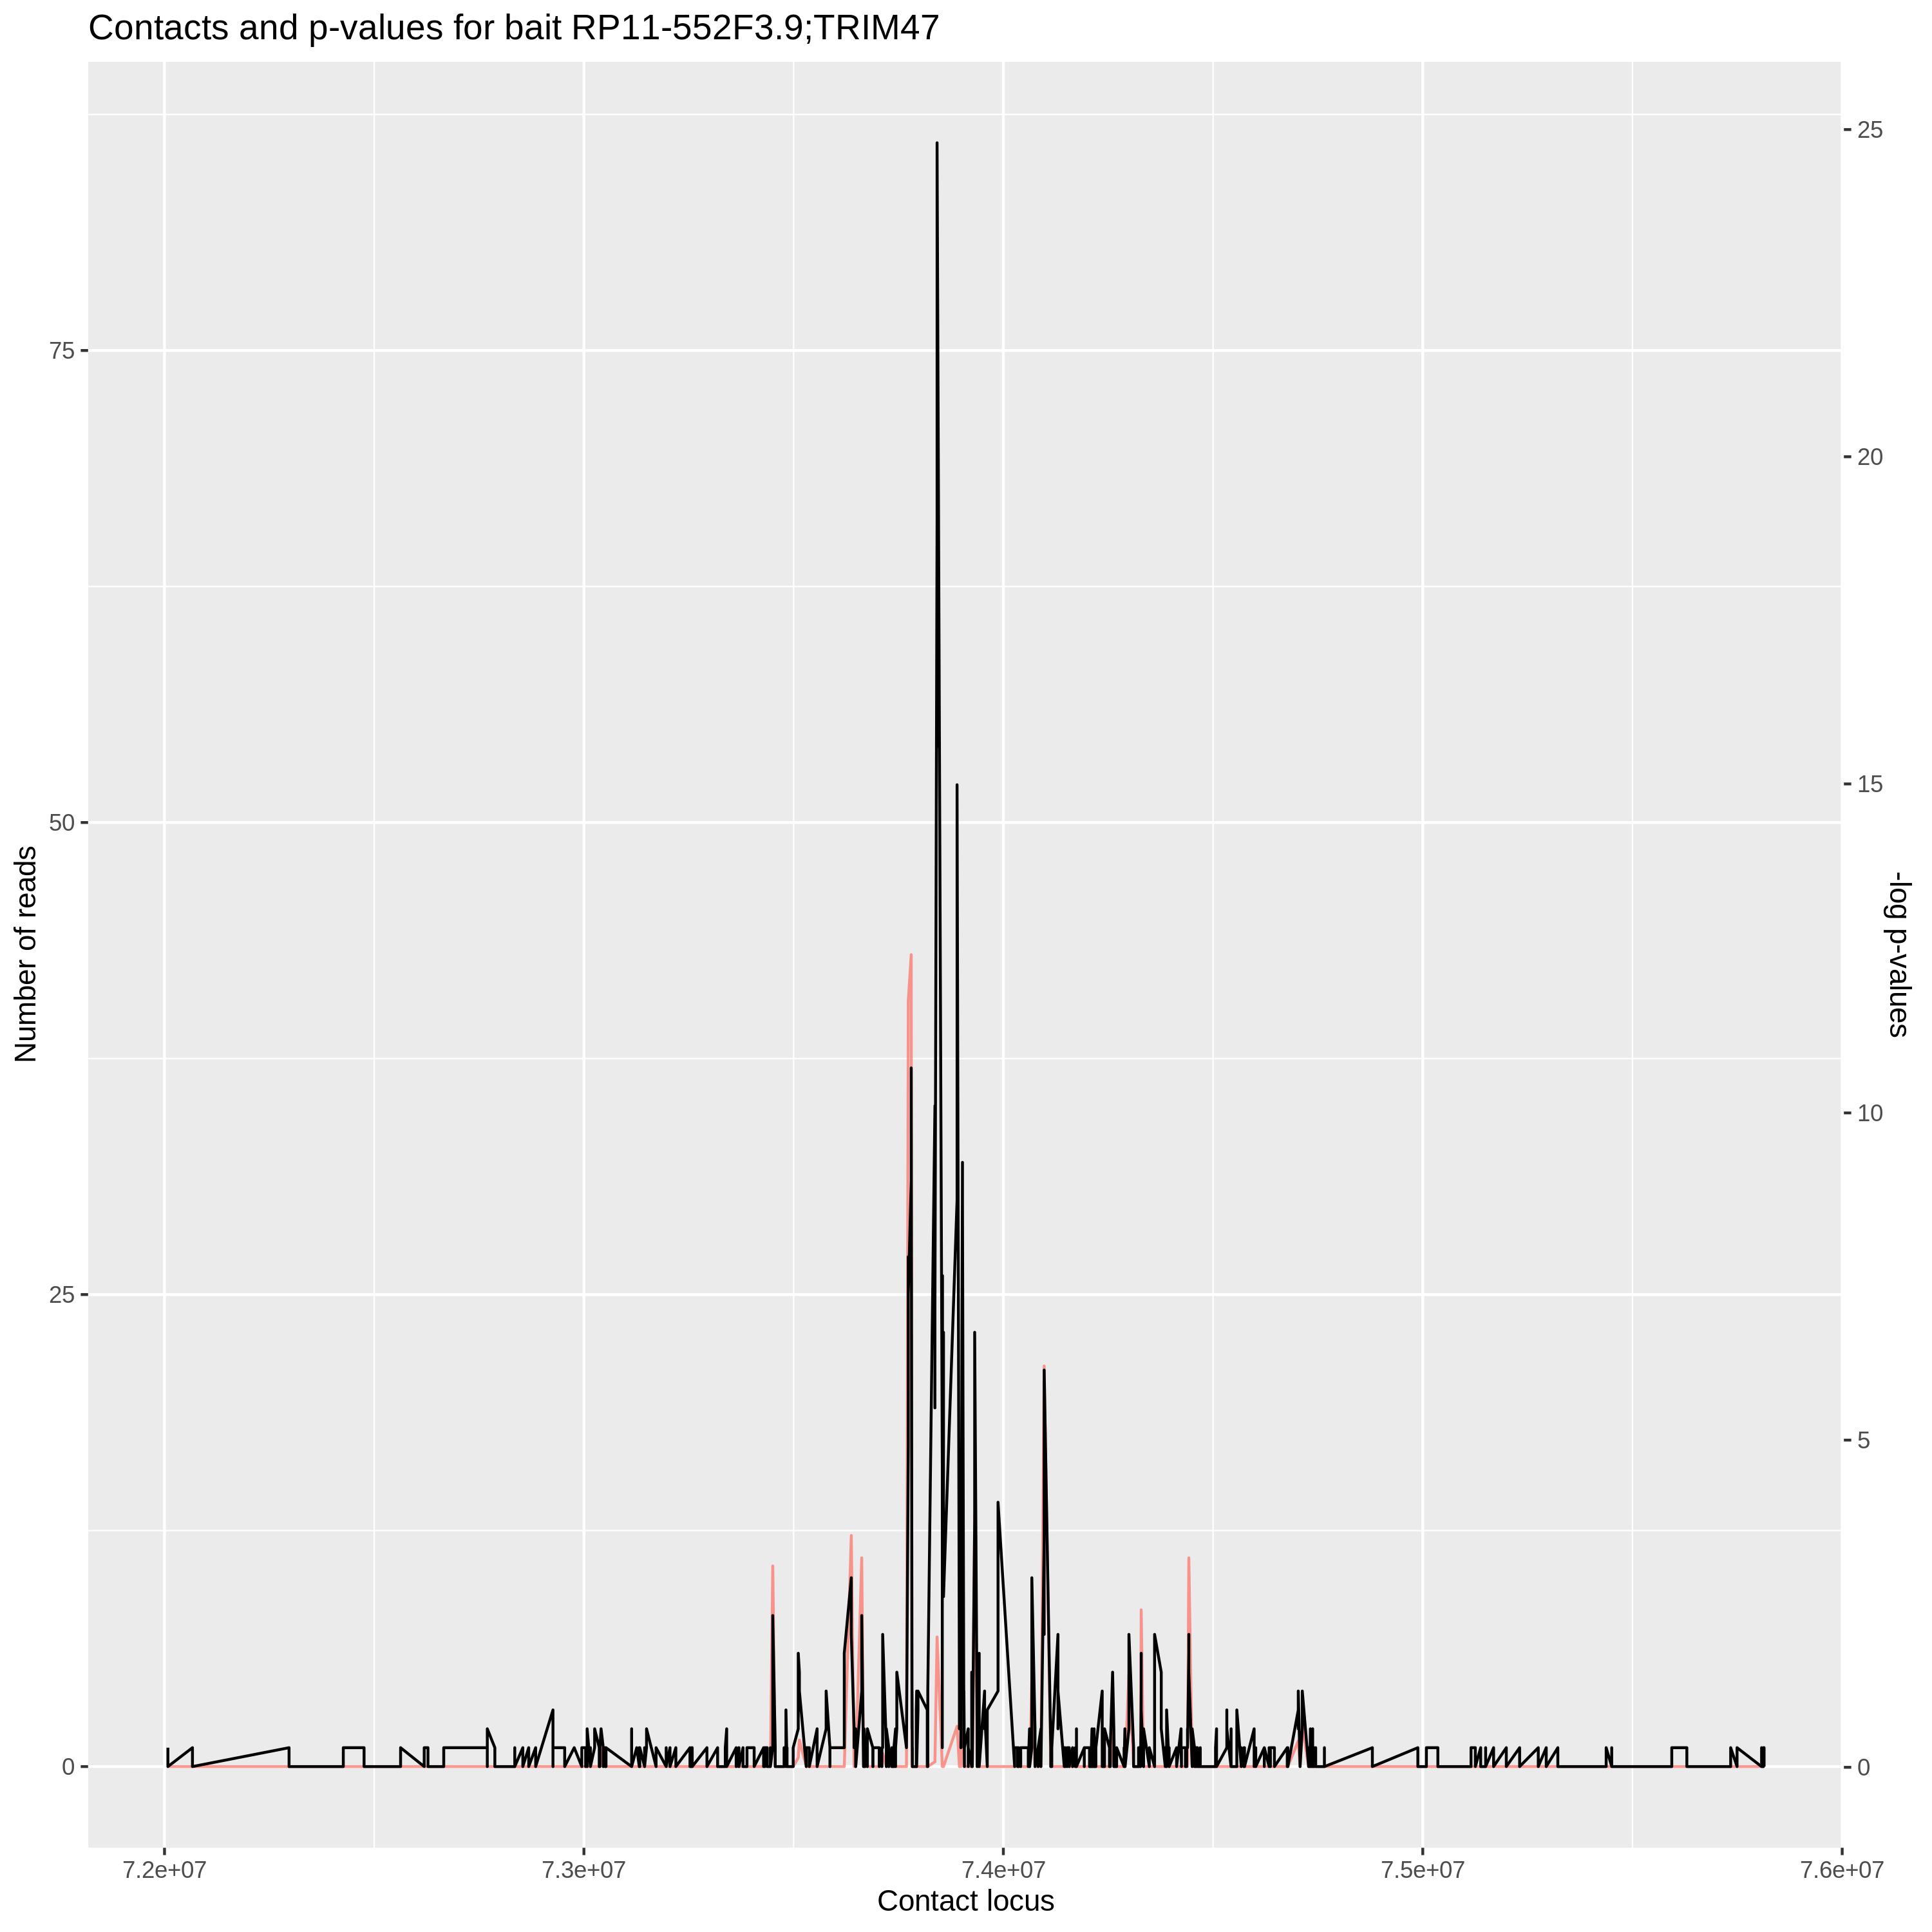 Contacts and p-values for bait RP11-552F3.9;TRIM47
Number of reads
75
50
25
0
25
20
15
10
5
0
-log p-values
7.2e+07
7.3e+07
7.4e+07
7.5e+07
7.6e+07
Contact locus